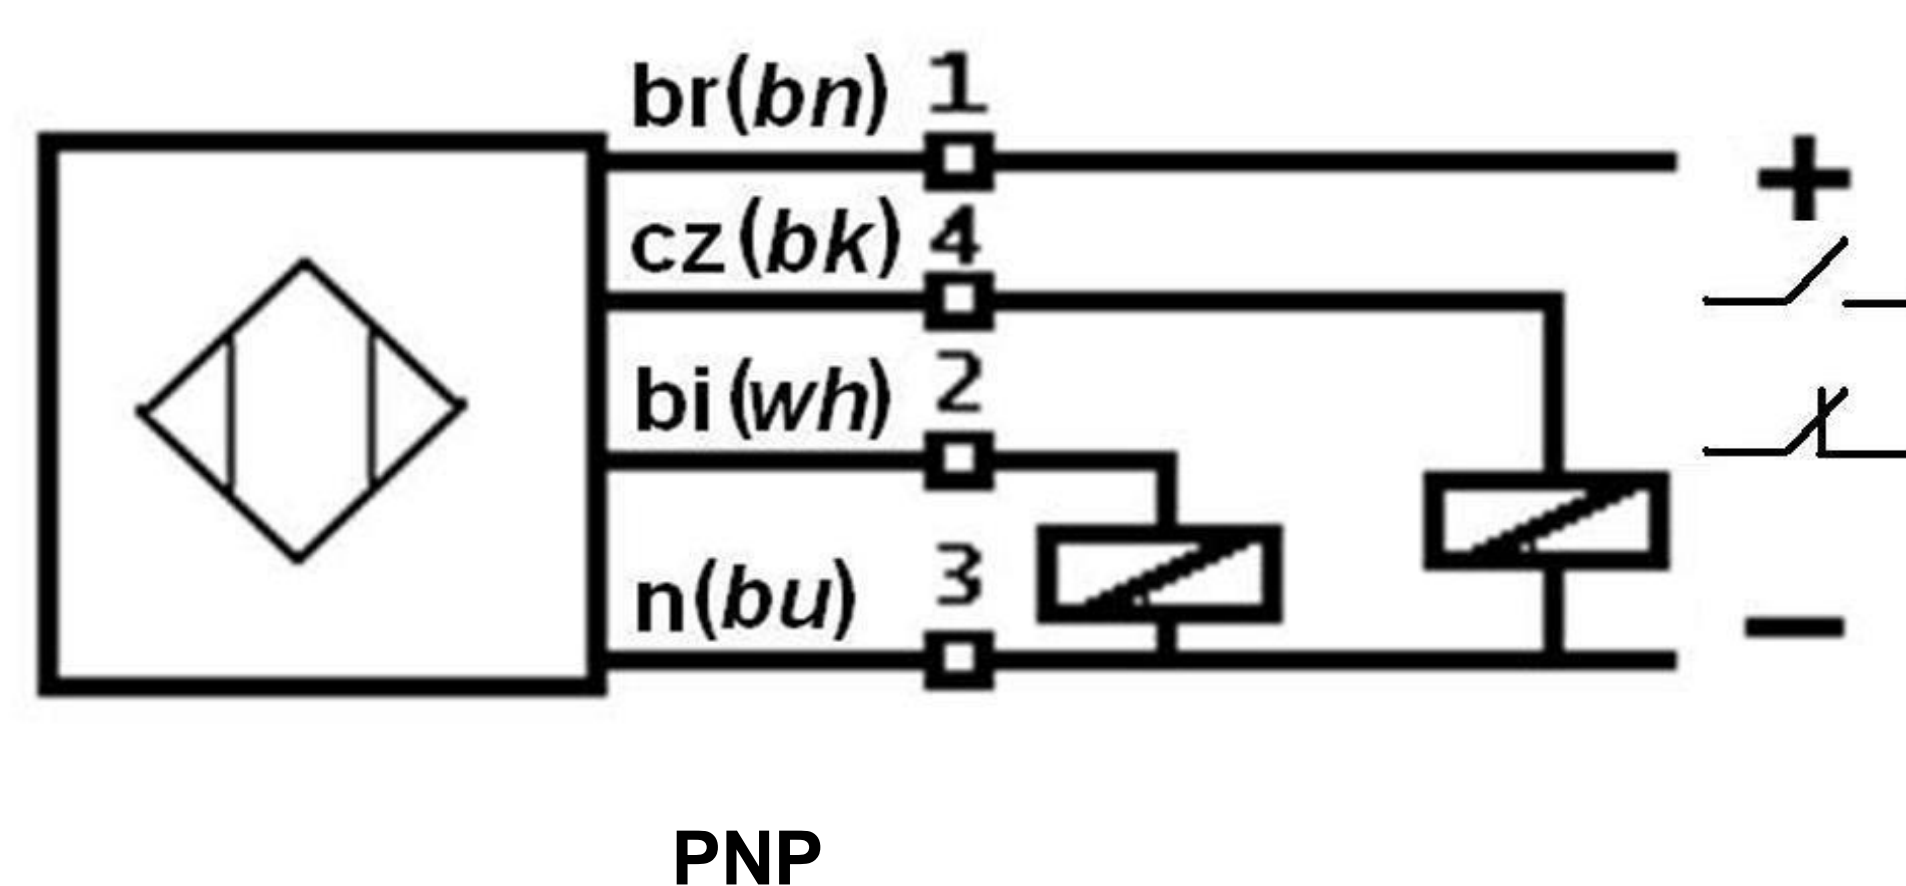 br(bn) 1
+
cz(bk) 4
bi(wh) 2
n(bu) 3
−
PNP